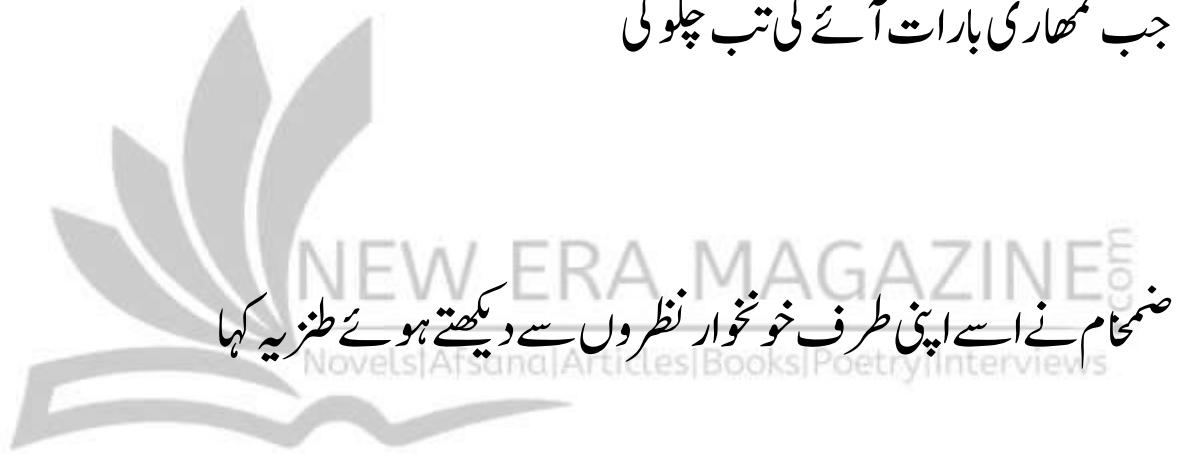 جب تمھاری بارات آئے گی تب چلو گی
NEW ERA MAGAZINE.com
ضمخام نے اسے اپنی طرف خونخوار نظروں سے دیکھتے ہوئے طنزیہ کہا
Novels|Afsana|Articles|Books|Poetry|Interviews